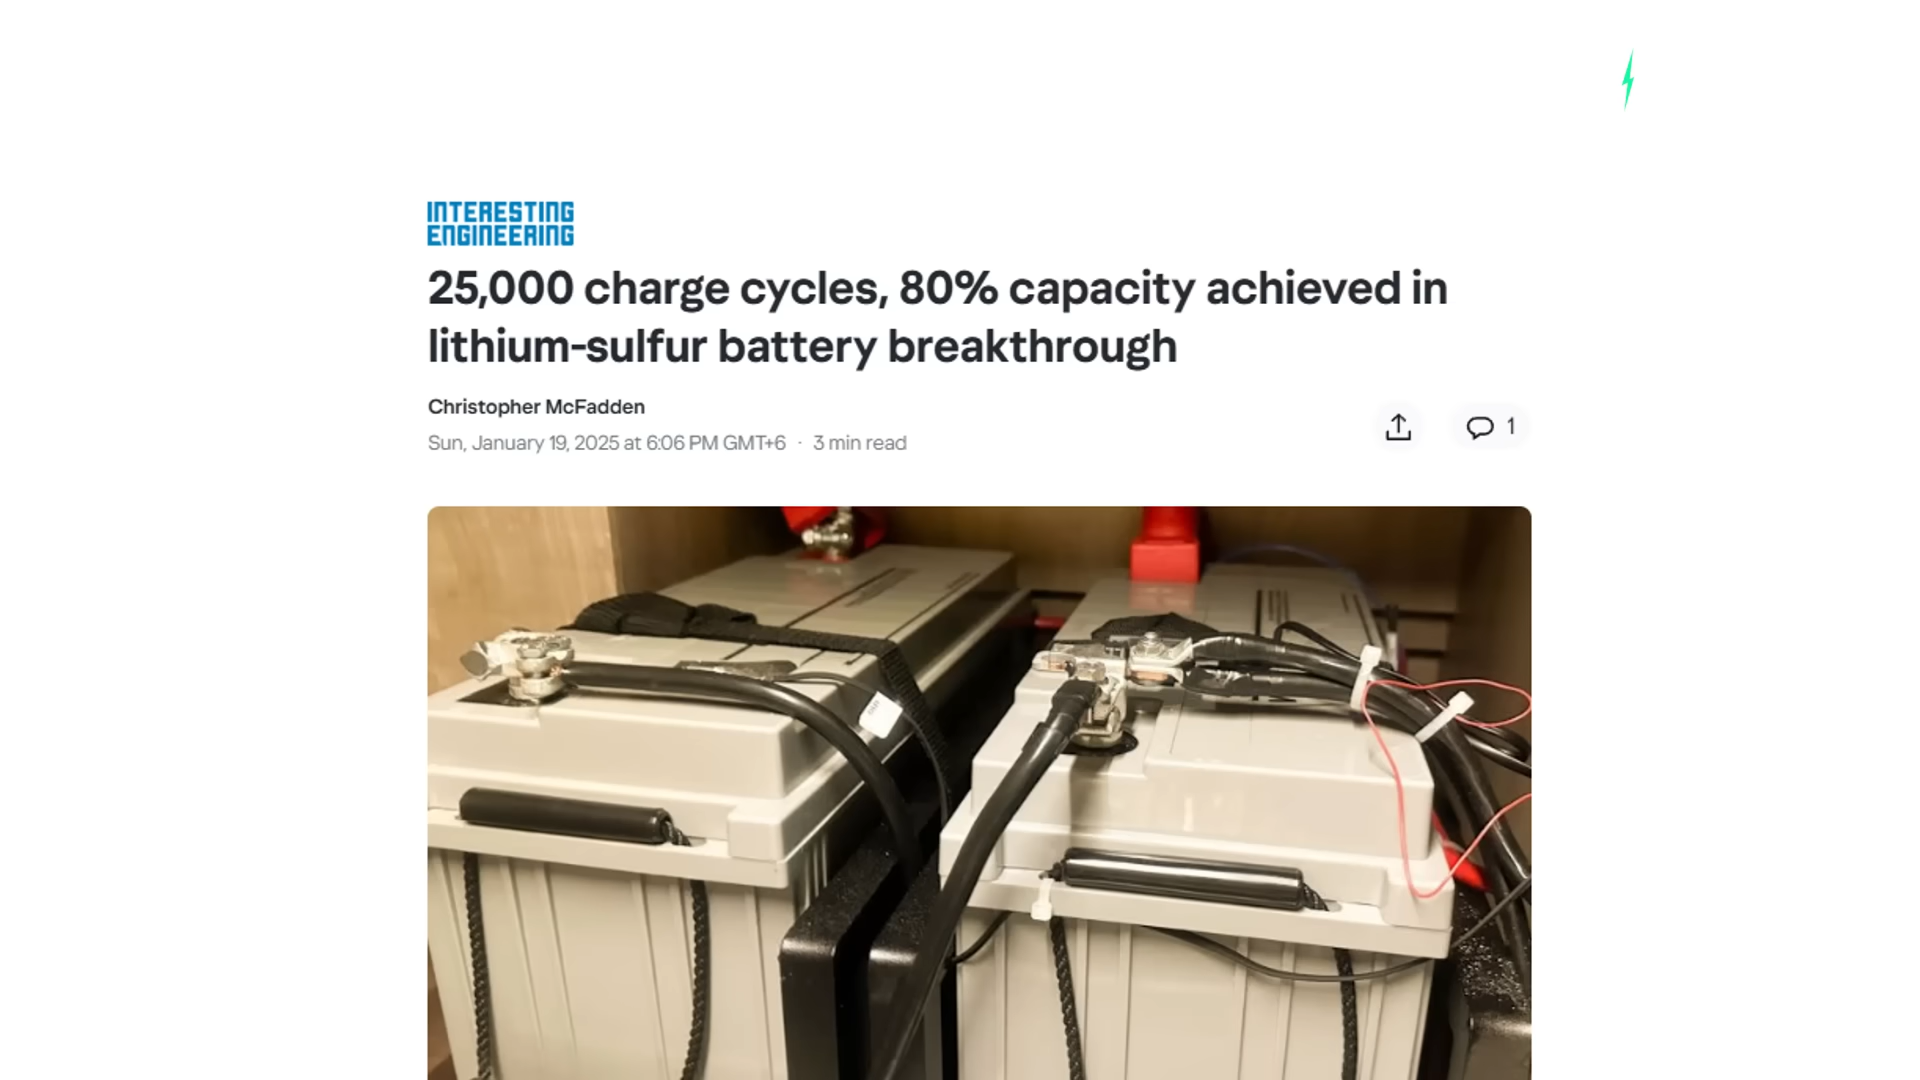 INTERESTING
ENGINEERING
25,000 charge cycles, 80% capacity achieved in
lithium-sulfur battery breakthrough
Christopher McFadden
Sun, January 19, 2025 at 6:06 PM GMT+6 · 3 min read
1